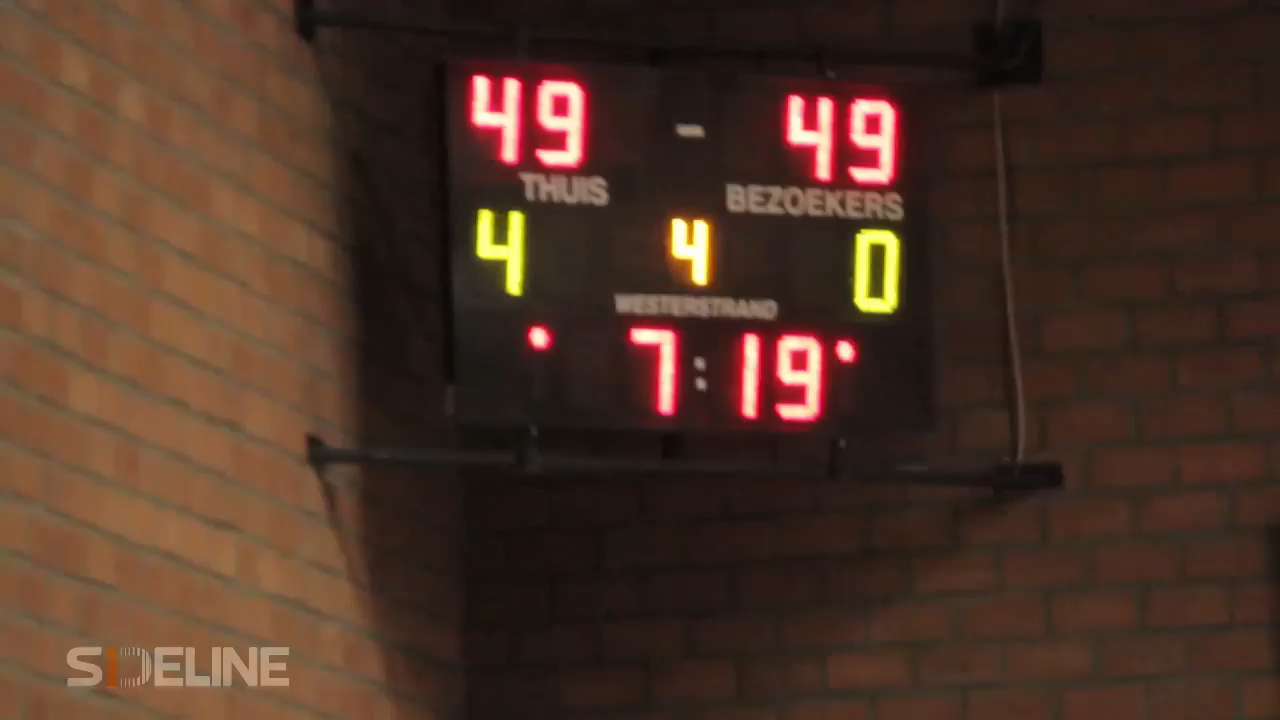 49 - 49
THUIS BEZOEKERS
4 4 0
WESTERSTRAND
7:19
SIDELINE